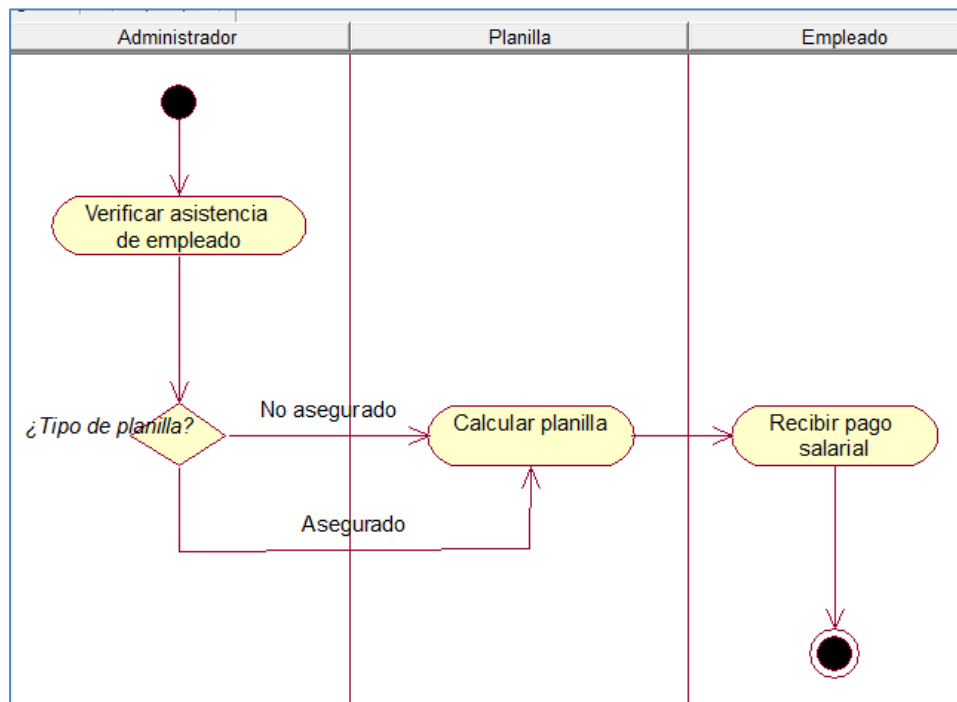 Administrador
Planilla
Empleado
Verificar asistencia
de empleado
¿Tipo de planilla?
No asegurado
Calcular planilla
Recibir pago
salarial
Asegurado